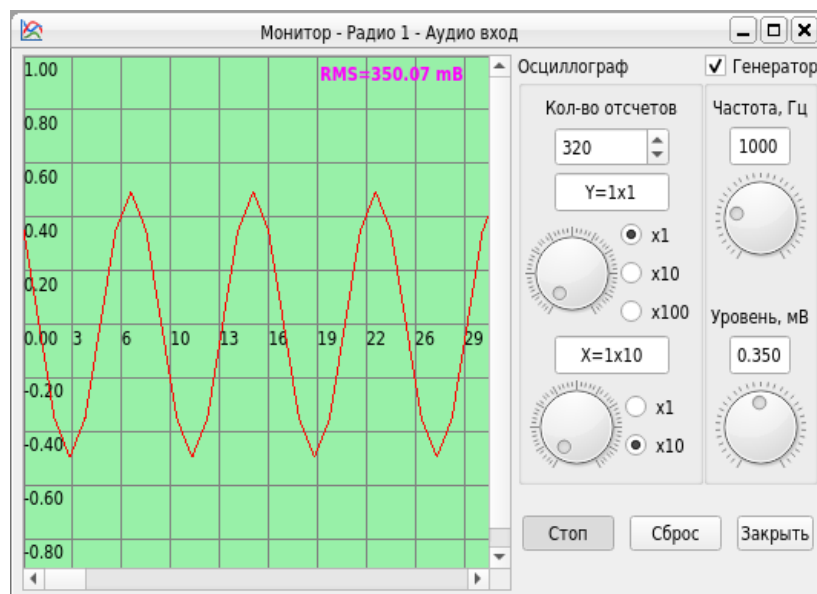 Монитор - Радио 1 - Аудио вход
1.00
RMS=350.07 mB
0.80
0.60
0.40
0.20
0.00 3 6 10 13 16 19 22 26 29
-0.20
-0.40
-0.60
-0.80
Осциллограф
Генератор
Кол-во отсчетов
320
Y=1x1
x1
x10
x100
X=1x10
x1
x10
Частота, Гц
1000
Уровень, мВ
0.350
Стоп
Сброс
Закрыть